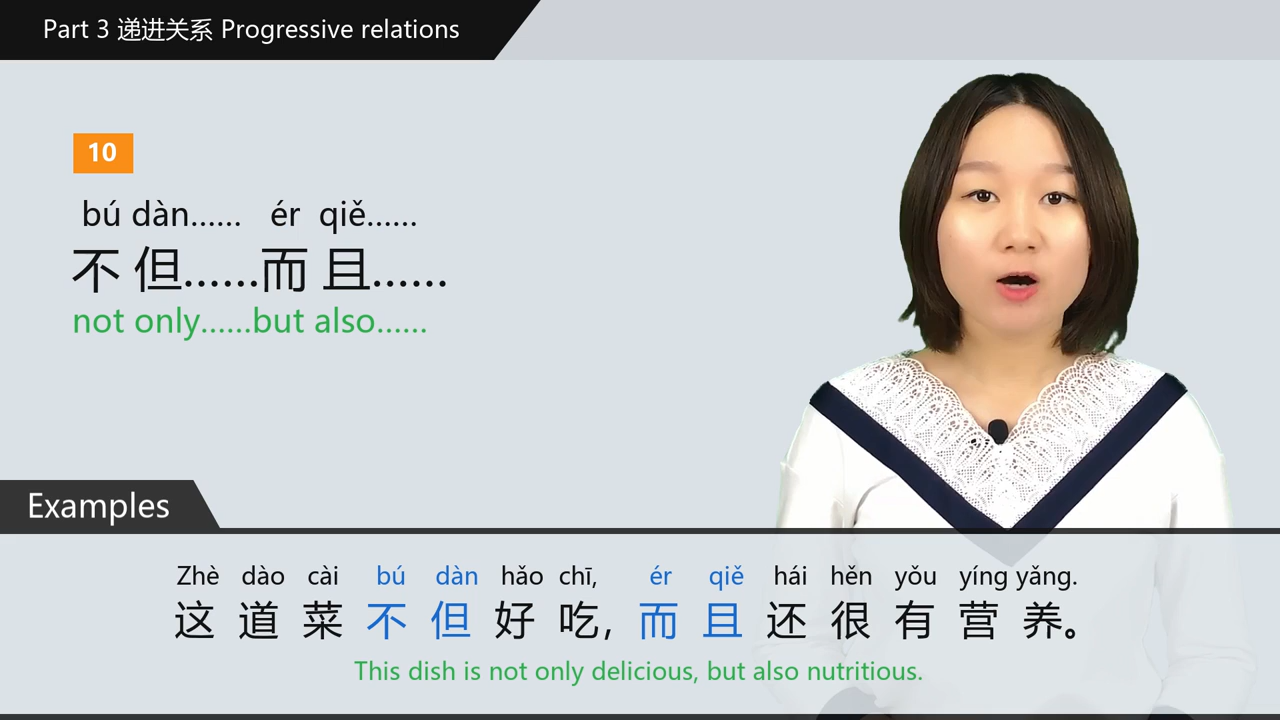 Part 3 递进关系 Progressive relations
10
bú dàn…… ér qiě……
不但……而且……
not only……but also……
Examples
Zhè dào cài bú dàn hǎo chī, ér qiě hái hěn yǒu yíng yǎng.
这道菜不但好吃,而且还很有营养。
This dish is not only delicious, but also nutritious.